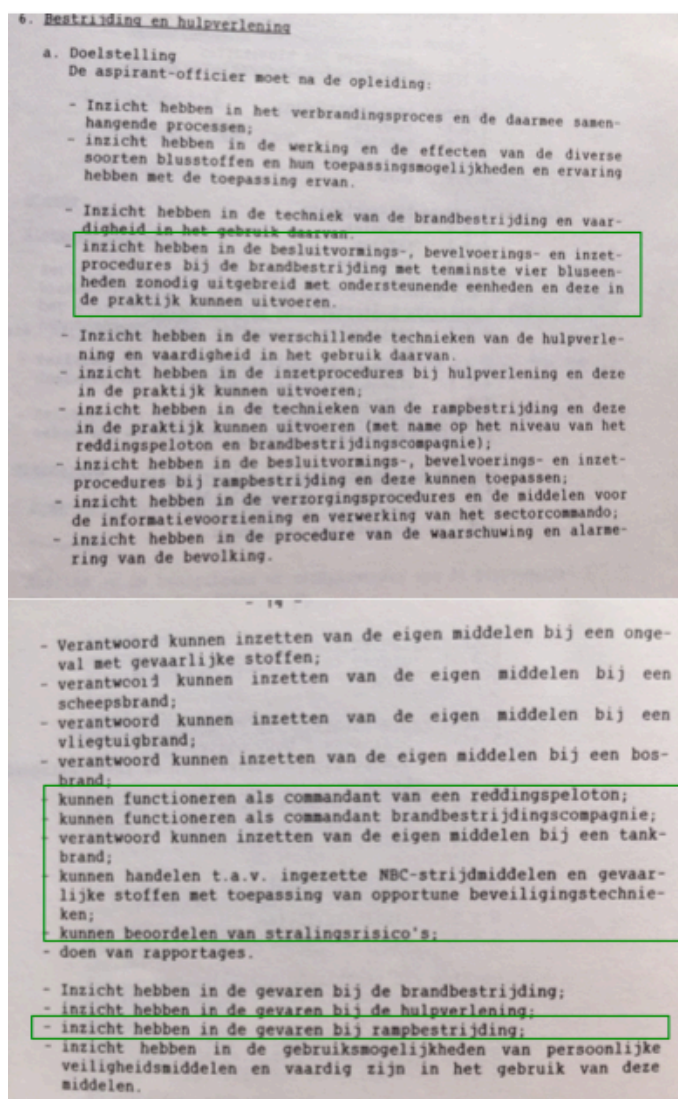 6. Bestrijding en hulpverlening
a. Doelstelling
De aspirant-officier moet na de opleiding:
- Inzicht hebben in het verbrandingsproces en de daarmee samen-
hangende processen;
- inzicht hebben in de werking en de effecten van de diverse
soorten blusstoffen en hun toepassingsmogelijkheden en ervaring
hebben met de toepassing ervan.
- Inzicht hebben in de techniek van de brandbestrijding en vaar-
digheid in het gebruik daarvan.
- inzicht hebben in de besluitvormings-, bevelvoerings- en inzet-
procedures bij de brandbestrijding met tenminste vier bluseen-
heden zonodig uitgebreid met ondersteunende eenheden en deze in
de praktijk kunnen uitvoeren.
- Inzicht hebben in de verschillende technieken van de hulpverle-
ning en vaardigheid in het gebruik daarvan.
- inzicht hebben in de inzetprocedures bij hulpverlening en deze
in de praktijk kunnen uitvoeren;
- inzicht hebben in de technieken van de rampbestrijding en deze
in de praktijk kunnen uitvoeren (met name op het niveau van het
reddingspeloton en brandbestrijdingscompagnie);
- inzicht hebben in de besluitvormings-, bevelvoerings- en inzet-
procedures bij rampbestrijding en deze kunnen toepassen;
- inzicht hebben in de verzorgingsprocedures en de middelen voor
de informatievoorziening en verwerking van het sectorcommando;
- inzicht hebben in de procedure van de waarschuwing en alarme-
ring van de bevolking.
- 14 -
- Verantwoord kunnen inzetten van de eigen middelen bij een onge-
val met gevaarlijke stoffen;
- verantwoord kunnen inzetten van de eigen middelen bij een
scheepsbrand;
- verantwoord kunnen inzetten van de eigen middelen bij een
vliegtuigbrand;
- verantwoord kunnen inzetten van de eigen middelen bij een bos-
brand;
- kunnen functioneren als commandant van een reddingspeloton;
- kunnen functioneren als commandant brandbestrijdingscompagnie;
- verantwoord kunnen inzetten van de eigen middelen bij een tank-
brand;
- kunnen handelen t.a.v. ingezette NBC-strijdmiddelen en gevaar-
lijke stoffen met toepassing van opportune beveiligingstechnie-
ken;
- kunnen beoordelen van stralingsrisico's;
- doen van rapportages.
- Inzicht hebben in de gevaren bij de brandbestrijding;
- inzicht hebben in de gevaren bij de hulpverlening;
- inzicht hebben in de gevaren bij rampbestrijding;
- inzicht hebben in de gebruiksmogelijkheden van persoonlijke
veiligheidsmiddelen en vaardig zijn in het gebruik van deze
middelen.